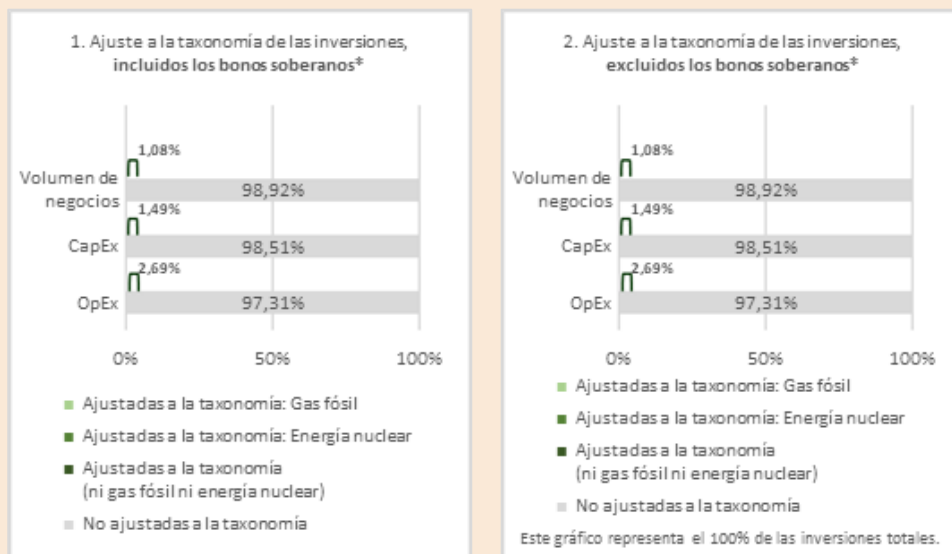 1. Ajuste a la taxonomía de las inversiones,
incluidos los bonos soberanos*
1,08%
Volumen de
negocios
98,92%
1,49%
CapEx
98,51%
2,69%
OpEx
97,31%
0%
50%
100%
Ajustadas a la taxonomía: Gas fósil
Ajustadas a la taxonomía: Energía nuclear
Ajustadas a la taxonomía
(ni gas fósil ni energía nuclear)
No ajustadas a la taxonomía
2. Ajuste a la taxonomía de las inversiones,
excluidos los bonos soberanos*
1,08%
Volumen de
negocios
98,92%
1,49%
CapEx
98,51%
2,69%
OpEx
97,31%
0%
50%
100%
Ajustadas a la taxonomía: Gas fósil
Ajustadas a la taxonomía: Energía nuclear
Ajustadas a la taxonomía
(ni gas fósil ni energía nuclear)
No ajustadas a la taxonomía
Este gráfico representa el 100% de las inversiones totales.